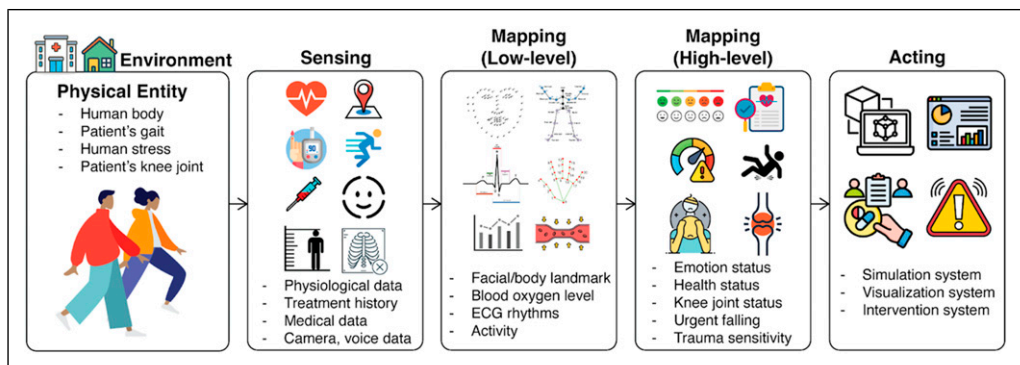 Environment
Physical Entity
- Human body
- Patient's gait
- Human stress
- Patient's knee joint
Sensing
- Physiological data
- Treatment history
- Medical data
- Camera, voice data
Mapping
(Low-level)
- Facial/body landmark
- Blood oxygen level
- ECG rhythms
- Activity
Mapping
(High-level)
- Emotion status
- Health status
- Knee joint status
- Urgent falling
- Trauma sensitivity
Acting
- Simulation system
- Visualization system
- Intervention system